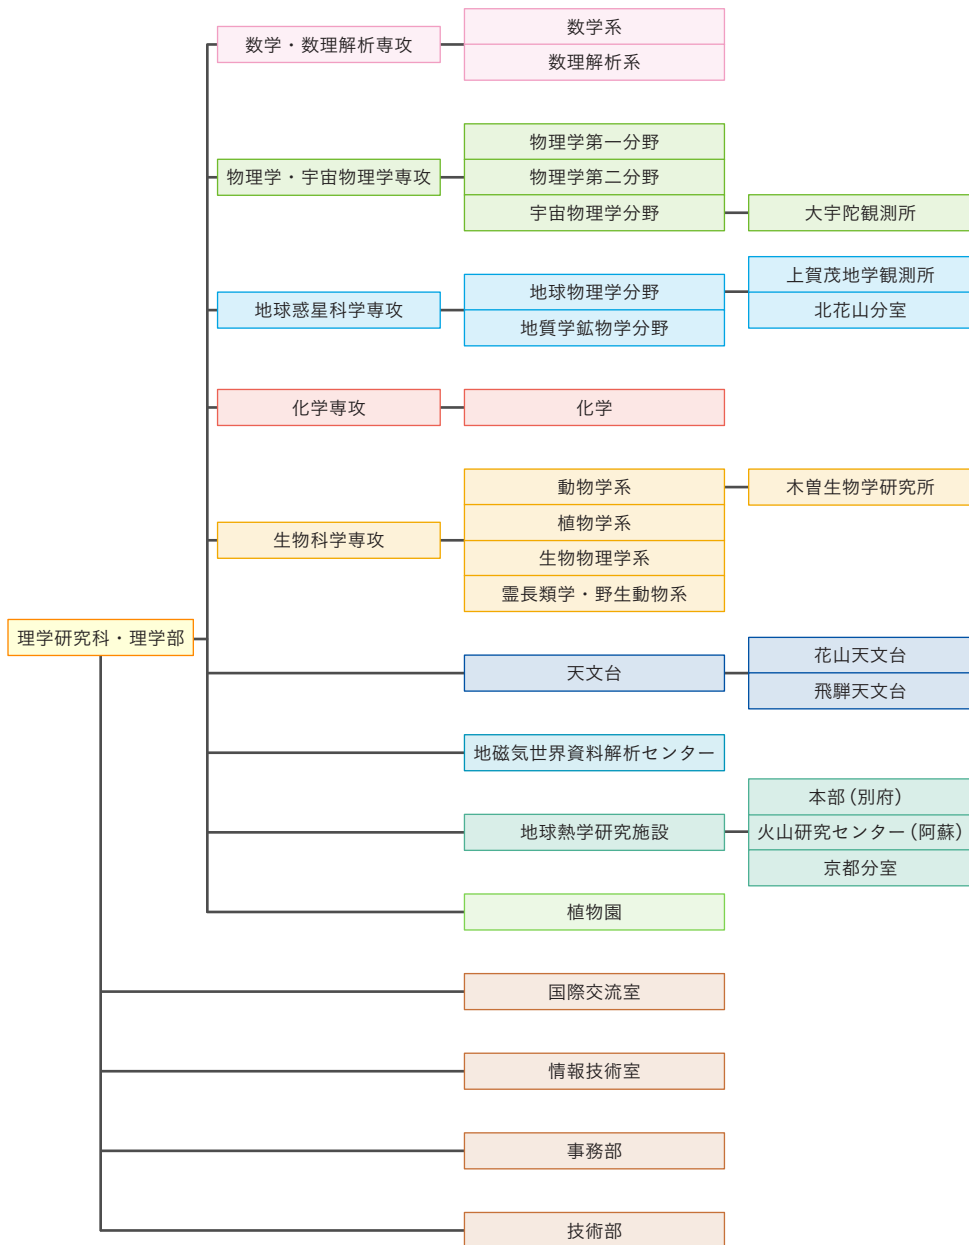 数学・数理解析専攻
数学系
数理解析系
物理学・宇宙物理学専攻
物理学第一分野
物理学第二分野
宇宙物理学分野
大宇陀観測所
地球惑星科学専攻
地球物理学分野
地質学鉱物学分野
上賀茂地学観測所
北花山分室
化学専攻
化学
生物科学専攻
動物学系
植物学系
生物物理学系
霊長類学・野生動物系
木曽生物学研究所
理学研究科・理学部
天文台
花山天文台
飛騨天文台
地磁気世界資料解析センター
地球熱学研究施設
本部(別府)
火山研究センター(阿蘇)
京都分室
植物園
国際交流室
情報技術室
事務部
技術部